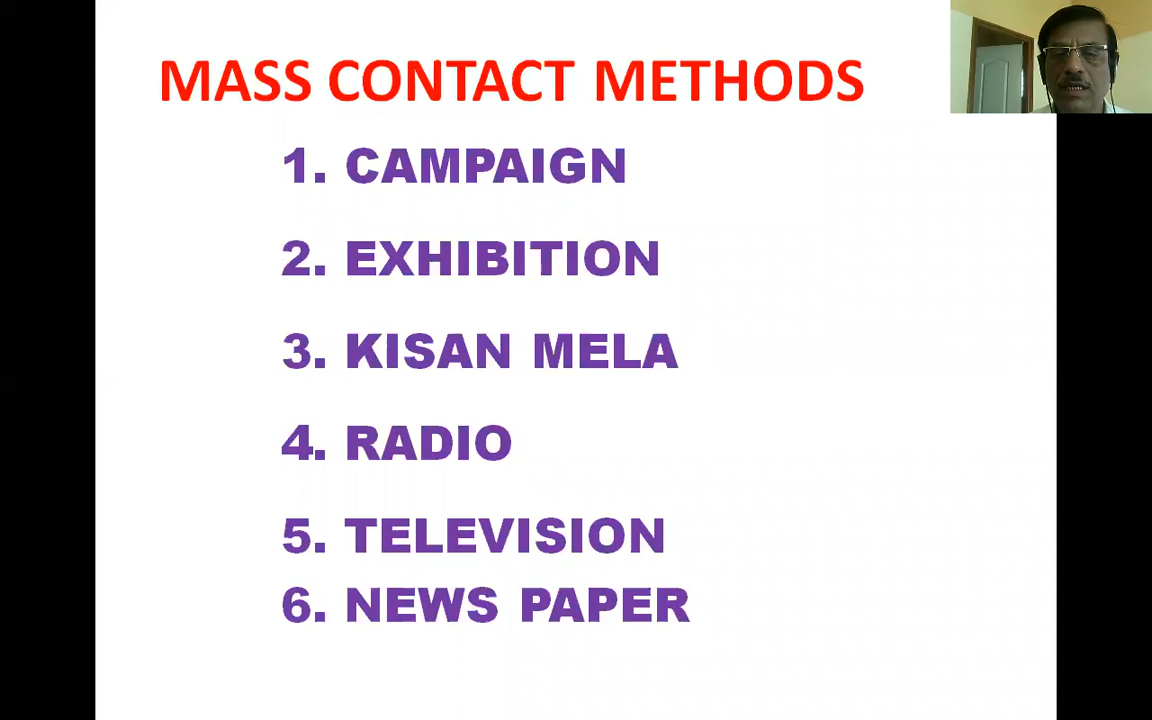 MASS CONTACT METHODS
1. CAMPAIGN
2. EXHIBITION
3. KISAN MELA
4. RADIO
5. TELEVISION
6. NEWS PAPER